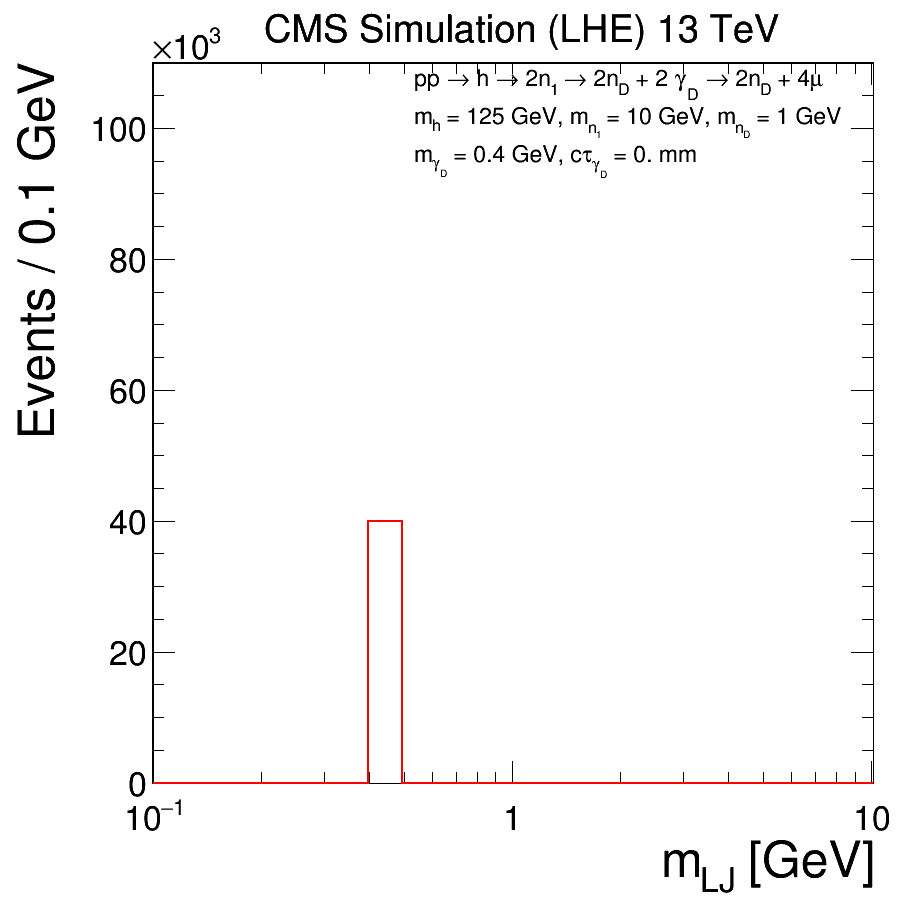 CMS Simulation (LHE) 13 TeV
×10³
pp → h → 2n₁ → 2n_D + 2 γ_D → 2n_D + 4μ
m_h = 125 GeV, m_n₁ = 10 GeV, m_n_D = 1 GeV
m_γ_D = 0.4 GeV, cτ_γ_D = 0. mm
Events / 0.1 GeV
100
80
60
40
20
0
10⁻¹ 1 10
m_LJ [GeV]